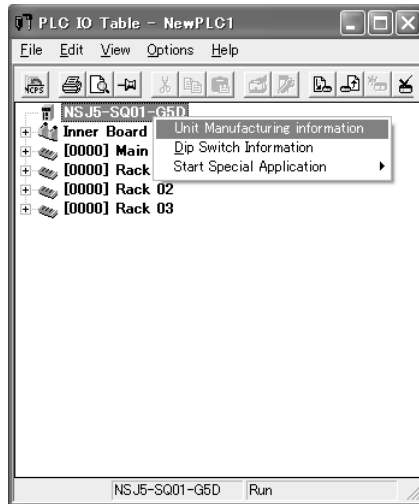 PLC IO Table - NewPLC1
File Edit View Options Help
NSJ5-SQ01-G5D
Inner Board
Unit Manufacturing information
[0000] Main
Dip Switch Information
[0000] Rack
Start Special Application
[0000] Rack 02
[0000] Rack 03
NSJ5-SQ01-G5D Run